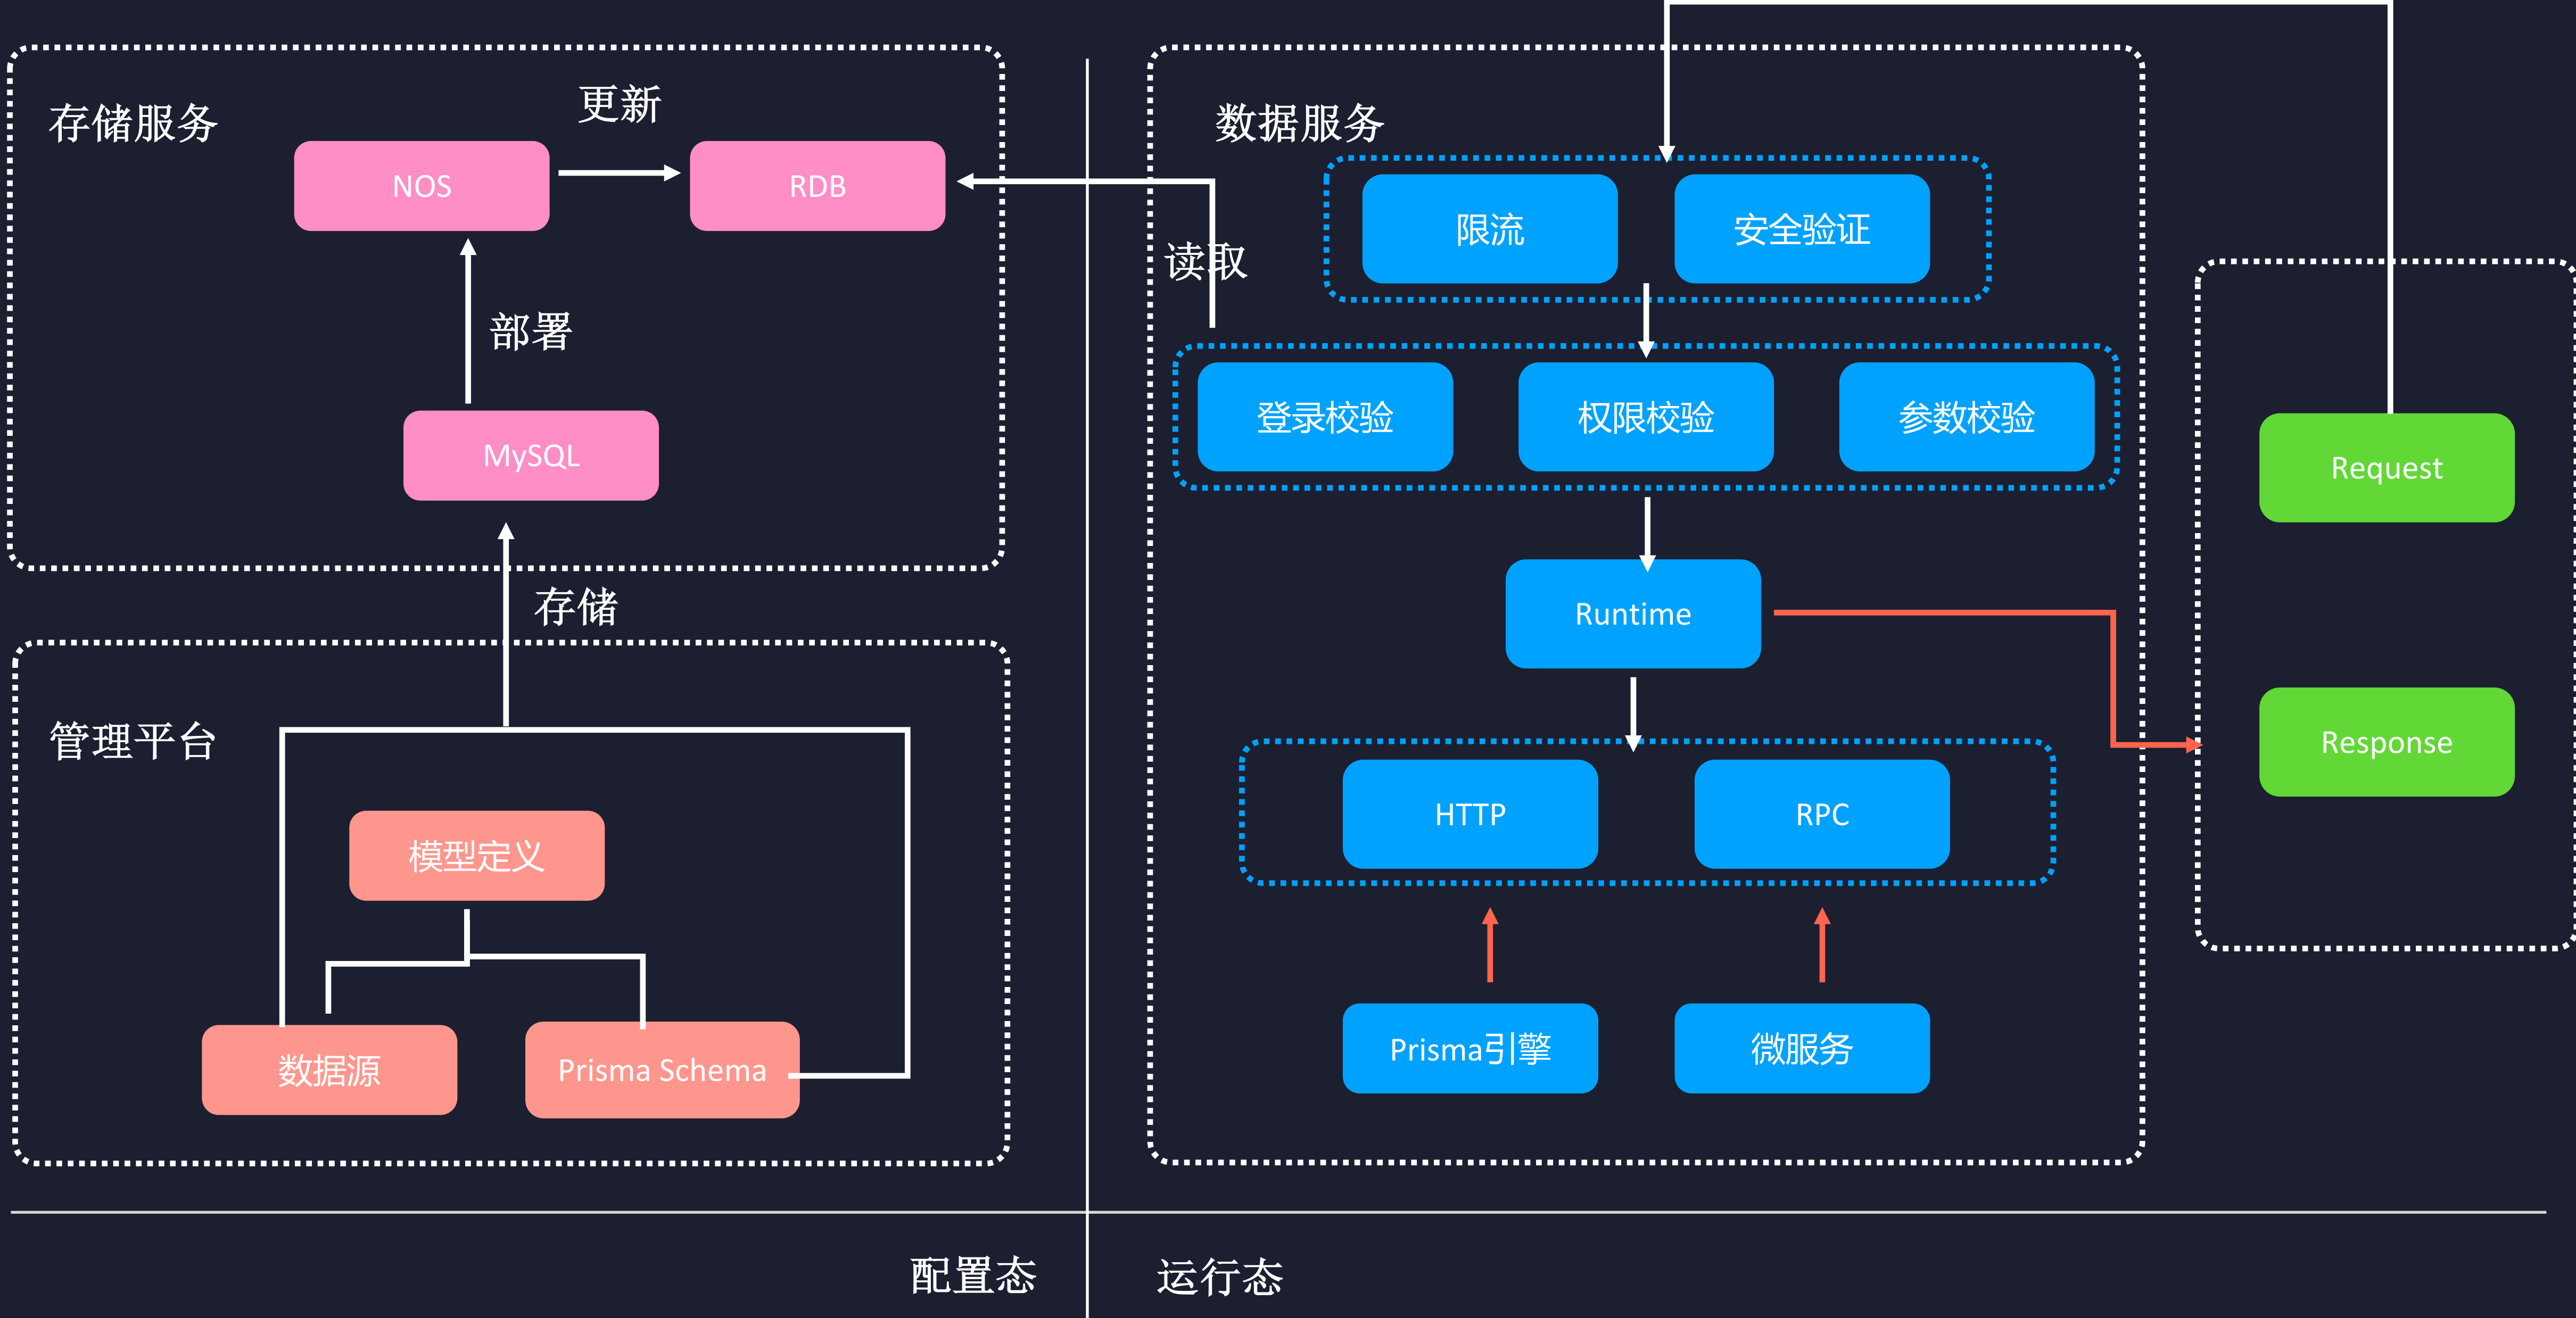 存储服务
更新
NOS
RDB
部署
MySQL
存储
管理平台
模型定义
数据源
Prisma Schema
配置态
数据服务
限流
安全验证
读取
登录校验
权限校验
参数校验
Runtime
HTTP
RPC
Prisma引擎
微服务
运行态
Request
Response